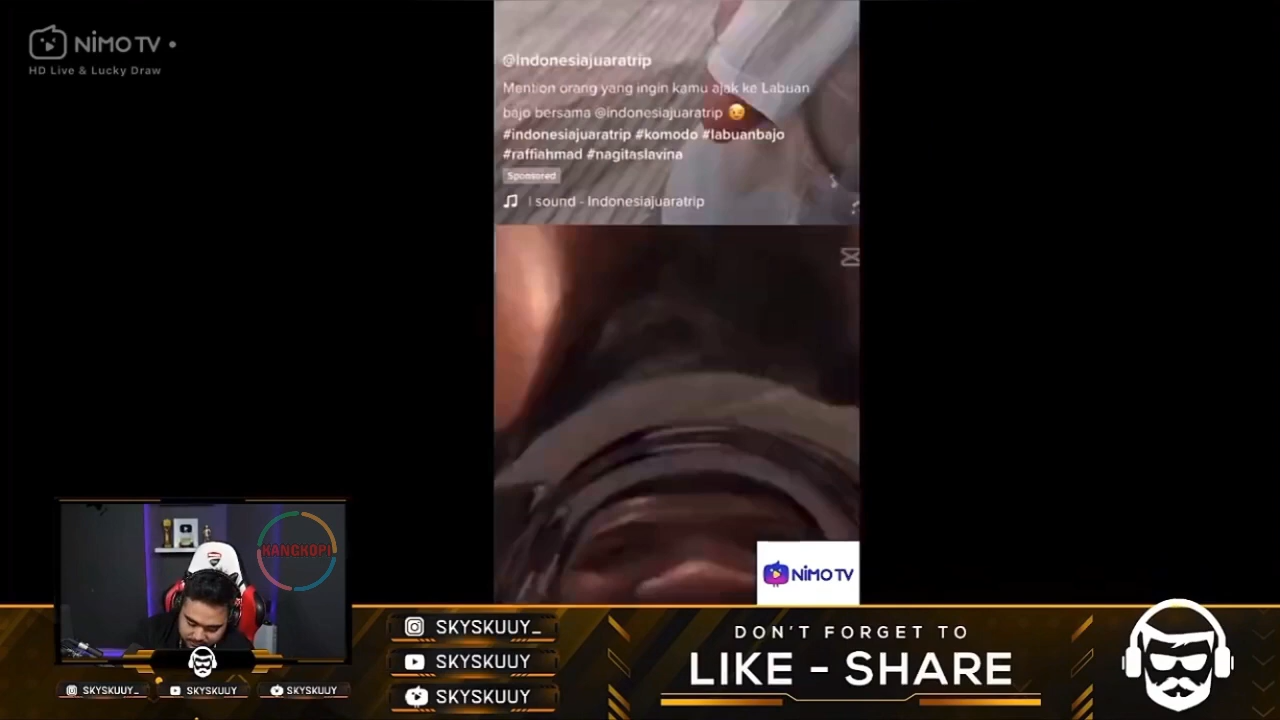 NiMO TV
HD Live & Lucky Draw
@Indonesiajuaratrip
Mention orang yang ingin kamu ajak ke Labuan
bajo bersama @indonesiajuaratrip 😉
#indonesiajuaratrip #komodo #labuanbajo
#raffiahmad #nagitaslavina
Sponsored
l sound - Indonesiajuaratrip
NiMO TV
KANGKOPI
SKYSKUUY_
SKYSKUUY
SKYSKUUY
SKYSKUUY_
SKYSKUUY
SKYSKUUY
DON'T FORGET TO
LIKE - SHARE